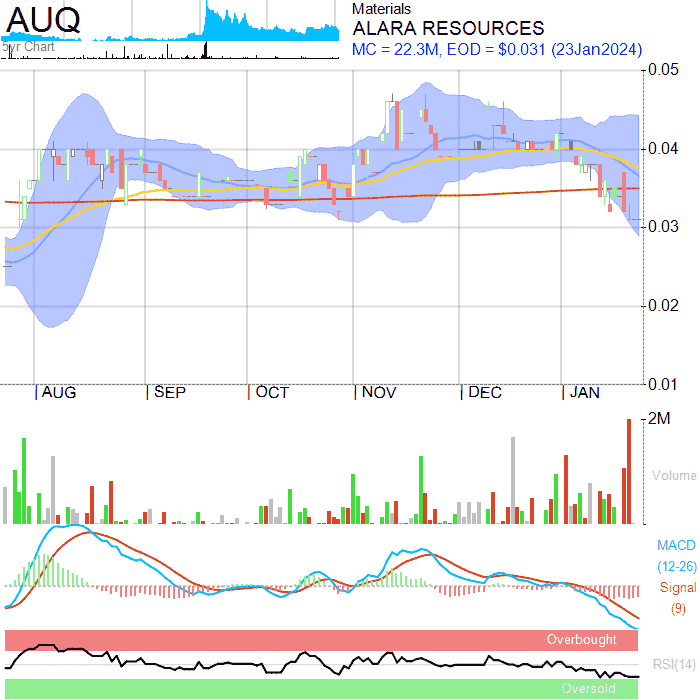 AUQ
5yr Chart
Materials
ALARA RESOURCES
MC = 22.3M, EOD = $0.031 (23Jan2024)
0.05
0.04
0.03
0.02
0.01
AUG SEP OCT NOV DEC JAN
2M
Volume
MACD
(12-26)
Signal
(9)
Overbought
RSI(14)
Oversold